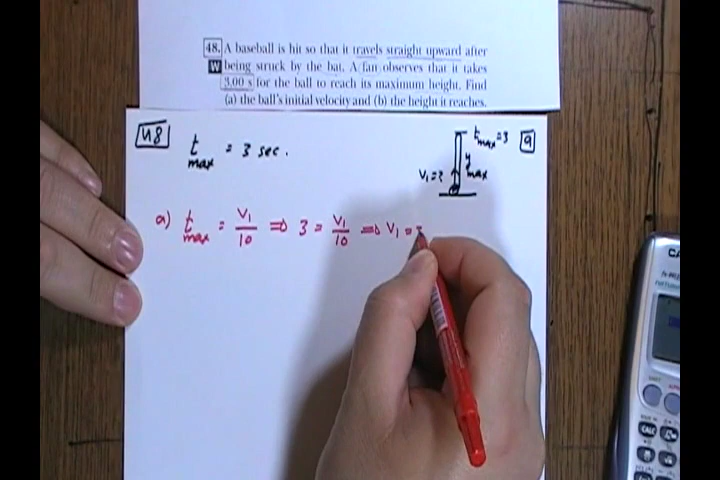 48. A baseball is hit so that it travels straight upward after
W being struck by the bat. A fan observes that it takes
3.00 s for the ball to reach its maximum height. Find
(a) the ball's initial velocity and (b) the height it reaches.
48 t max = 3 sec.
t max = 3 9
y max
V1 = ?
a) t max = V1/10 ⇒ 3 = V1/10 ⇒ V1 =
CALC